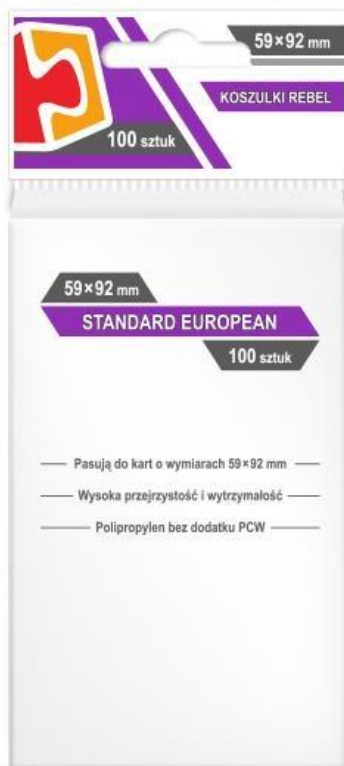 59×92 mm
KOSZULKI REBEL
100 sztuk
59×92 mm
STANDARD EUROPEAN
100 sztuk
Pasują do kart o wymiarach 59×92 mm
Wysoka przejrzystość i wytrzymałość
Polipropylen bez dodatku PCW